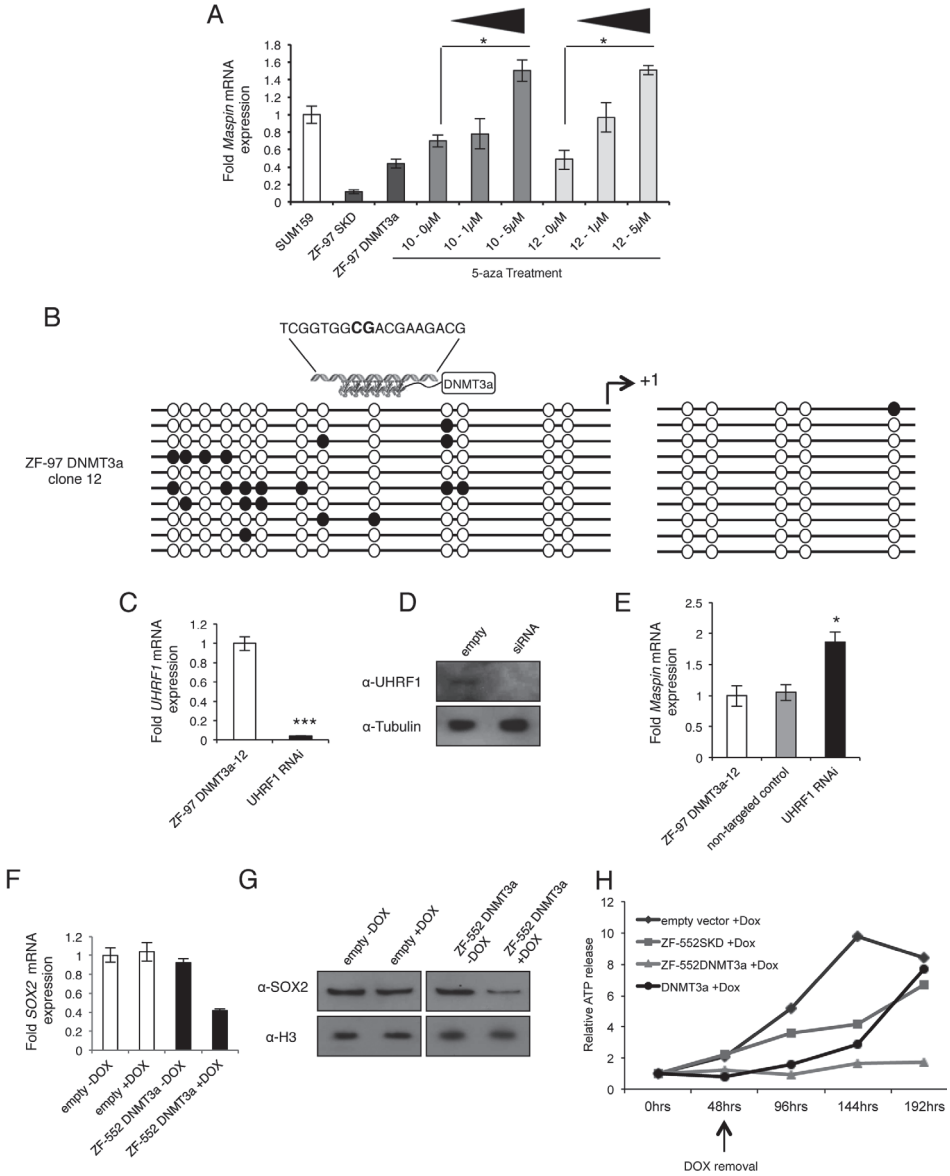 A
Fold Maspin mRNA
expression
1.8
1.6
1.4
1.2
1
0.8
0.6
0.4
0.2
0
*
*
SUM159
ZF-97 SKD
ZF-97 DNMT3a
10 - 0µM
10 - 1µM
10 - 5µM
12 - 0µM
12 - 1µM
12 - 5µM
5-aza Treatment
B
TCGGTGGCGACGAAGACG
DNMT3a
+1
ZF-97 DNMT3a
clone 12
C
Fold UHRF1 mRNA
expression
1.2
1
0.8
0.6
0.4
0.2
0
***
ZF-97 DNMT3a-12
UHRF1 RNAi
D
empty
siRNA
α-UHRF1
α-Tubulin
E
Fold Maspin mRNA
expression
2.5
2
1.5
1
0.5
0
*
ZF-97 DNMT3a-12
non-targeted control
UHRF1 RNAi
F
Fold SOX2 mRNA
expression
1.2
1
0.8
0.6
0.4
0.2
0
empty -DOX
empty +DOX
ZF-552 DNMT3a -DOX
ZF-552 DNMT3a +DOX
G
empty -DOX
empty +DOX
ZF-552 DNMT3a
-DOX
ZF-552 DNMT3a
+DOX
α-SOX2
α-H3
H
Relative ATP release
12
10
8
6
4
2
0
empty vector +Dox
ZF-552SKD +Dox
ZF-552DNMT3a +Dox
DNMT3a +Dox
0hrs
48hrs
96hrs
144hrs
192hrs
DOX removal